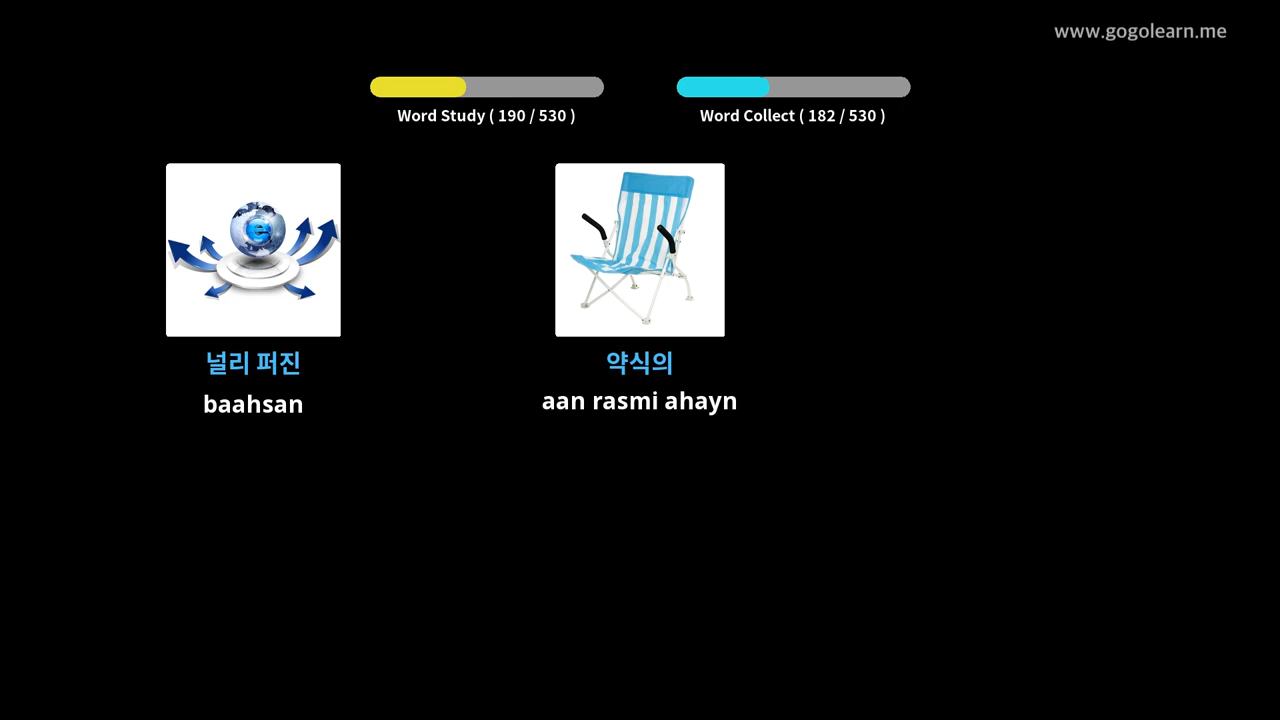 www.gogolearn.me
Word Study ( 190 / 530 )
Word Collect ( 182 / 530 )
e
널리 퍼진
약식의
baahsan
aan rasmi ahayn